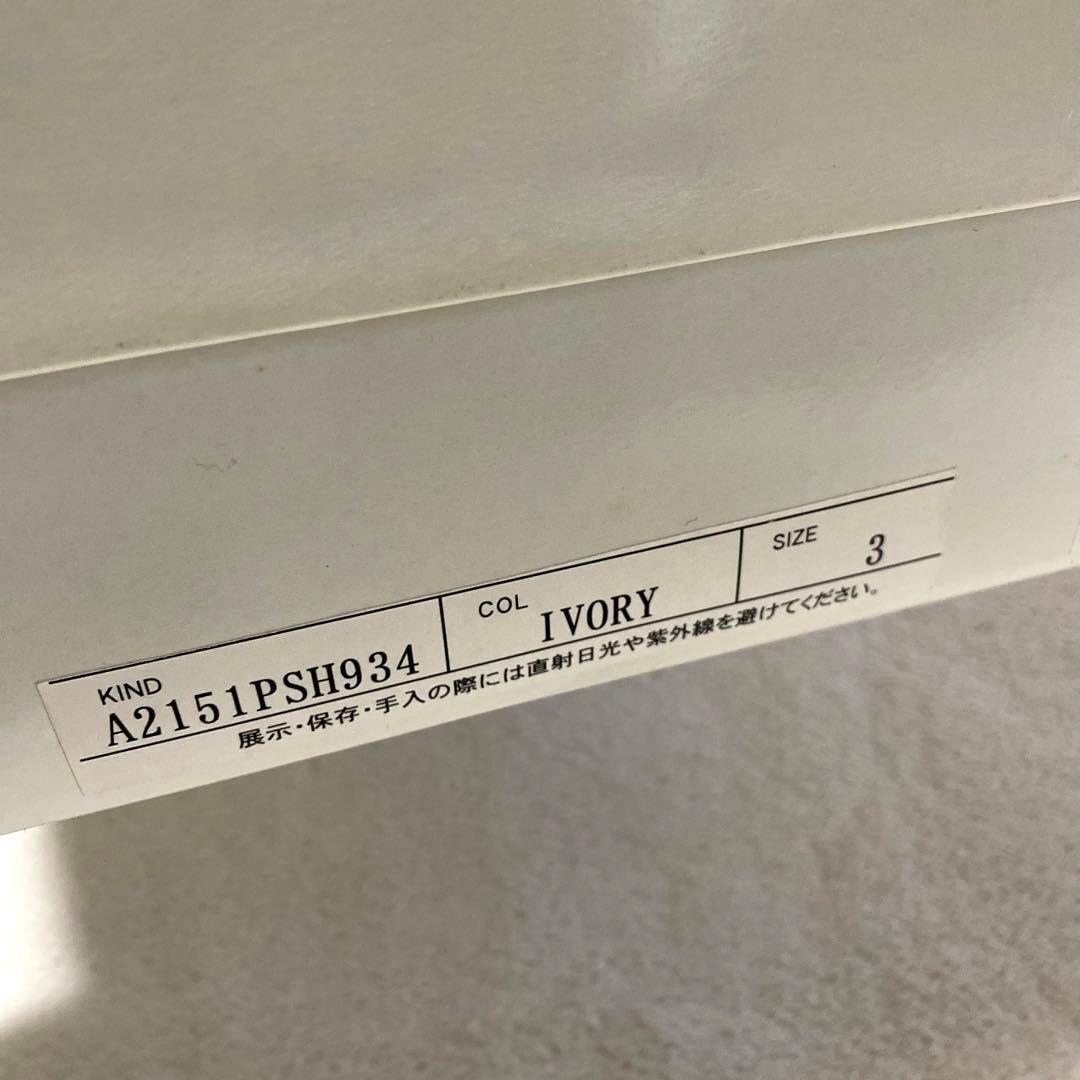 KIND A2151PSH934 COL IVORY SIZE 3
展示・保存・手入の際には直射日光や紫外線を避けてください。